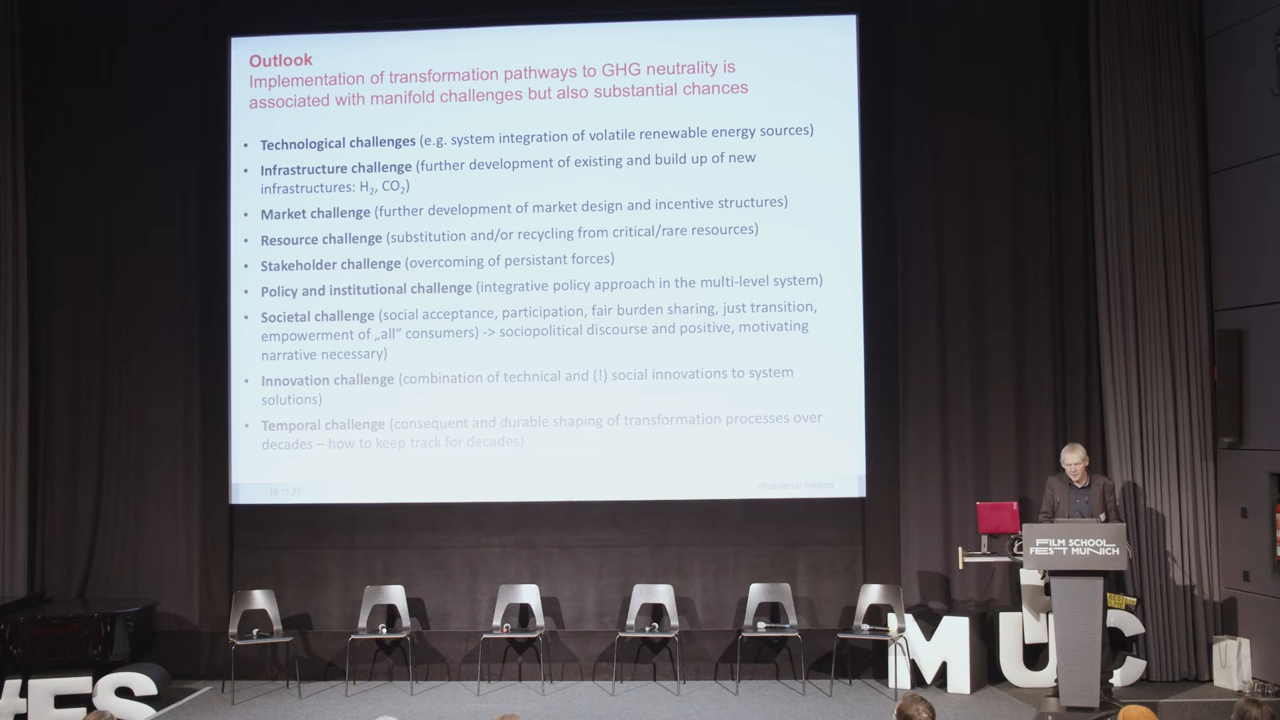 Outlook
Implementation of transformation pathways to GHG neutrality is
associated with manifold challenges but also substantial chances
• Technological challenges (e.g. system integration of volatile renewable energy sources)
• Infrastructure challenge (further development of existing and build up of new
infrastructures: H₂, CO₂)
• Market challenge (further development of market design and incentive structures)
• Resource challenge (substitution and/or recycling from critical/rare resources)
• Stakeholder challenge (overcoming of persistant forces)
• Policy and institutional challenge (integrative policy approach in the multi-level system)
• Societal challenge (social acceptance, participation, fair burden sharing, just transition,
empowerment of „all“ consumers) -> sociopolitical discourse and positive, motivating
narrative necessary)
• Innovation challenge (combination of technical and (!) social innovations to system
solutions)
• Temporal challenge (consequent and durable shaping of transformation processes over
decades – how to keep track for decades)
10.11.21
Wuppertal Institut
FILM SCHOOL
FEST MUNICH
MUC
#FS